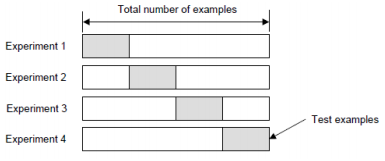 Total number of examples
Experiment 1
Experiment 2
Experiment 3
Experiment 4
Test examples